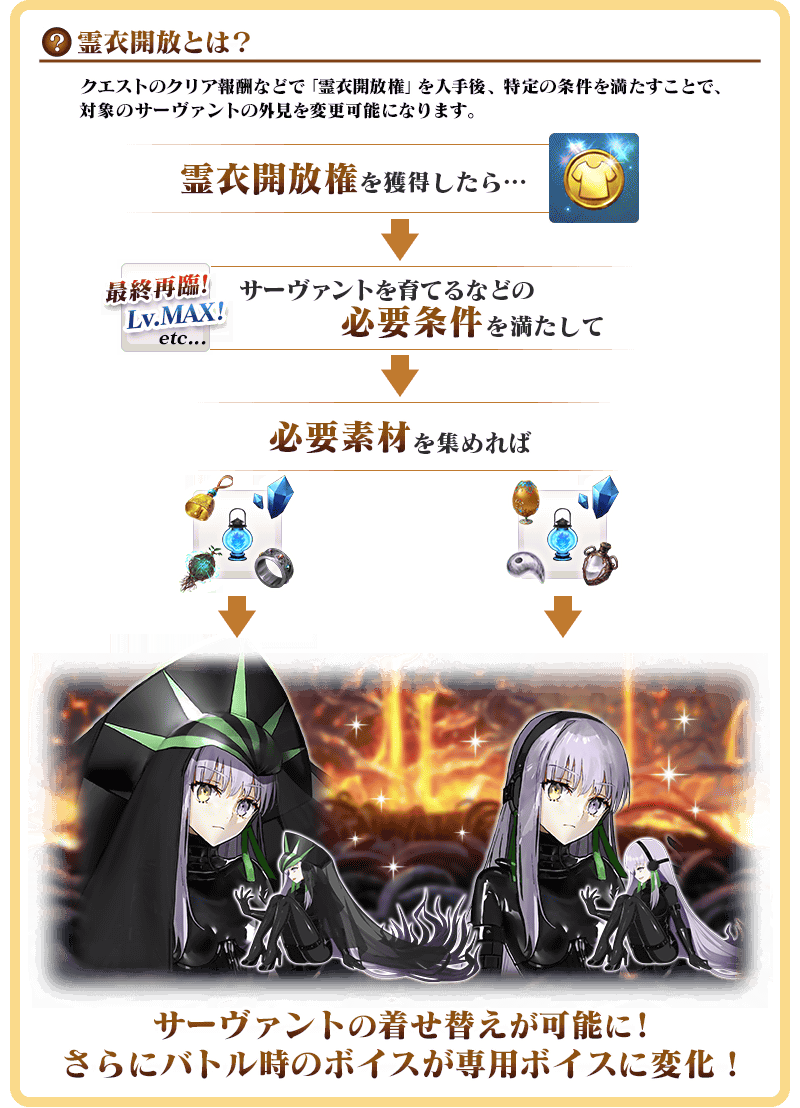 ?霊衣開放とは?
クエストのクリア報酬などで「霊衣開放権」を入手後、特定の条件を満たすことで、
対象のサーヴァントの外見を変更可能になります。
霊衣開放権を獲得したら…
最終再臨!
Lv.MAX!
etc...
サーヴァントを育てるなどの
必要条件を満たして
必要素材を集めれば
サーヴァントの着せ替えが可能に!
さらにバトル時のボイスが専用ボイスに変化!